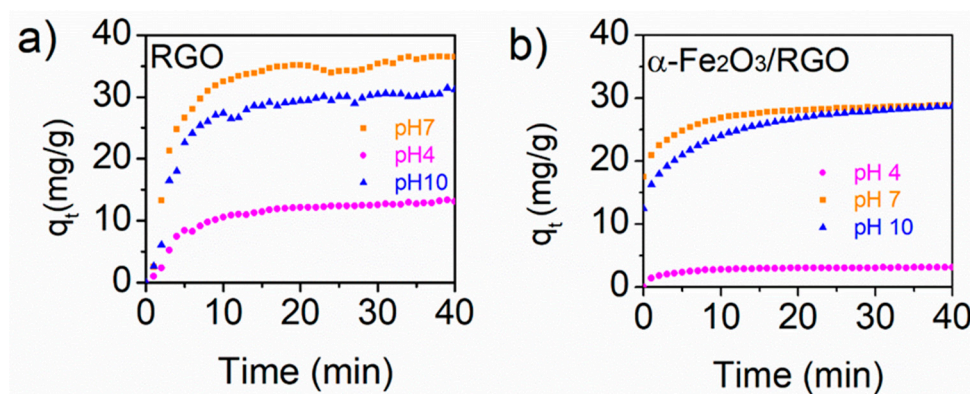 a)
RGO
qt(mg/g)
40
30
20
10
0
pH7
pH4
pH10
0 10 20 30 40
Time (min)
b)
α-Fe2O3/RGO
qt (mg/g)
40
30
20
10
0
pH 4
pH 7
pH 10
0 10 20 30 40
Time (min)